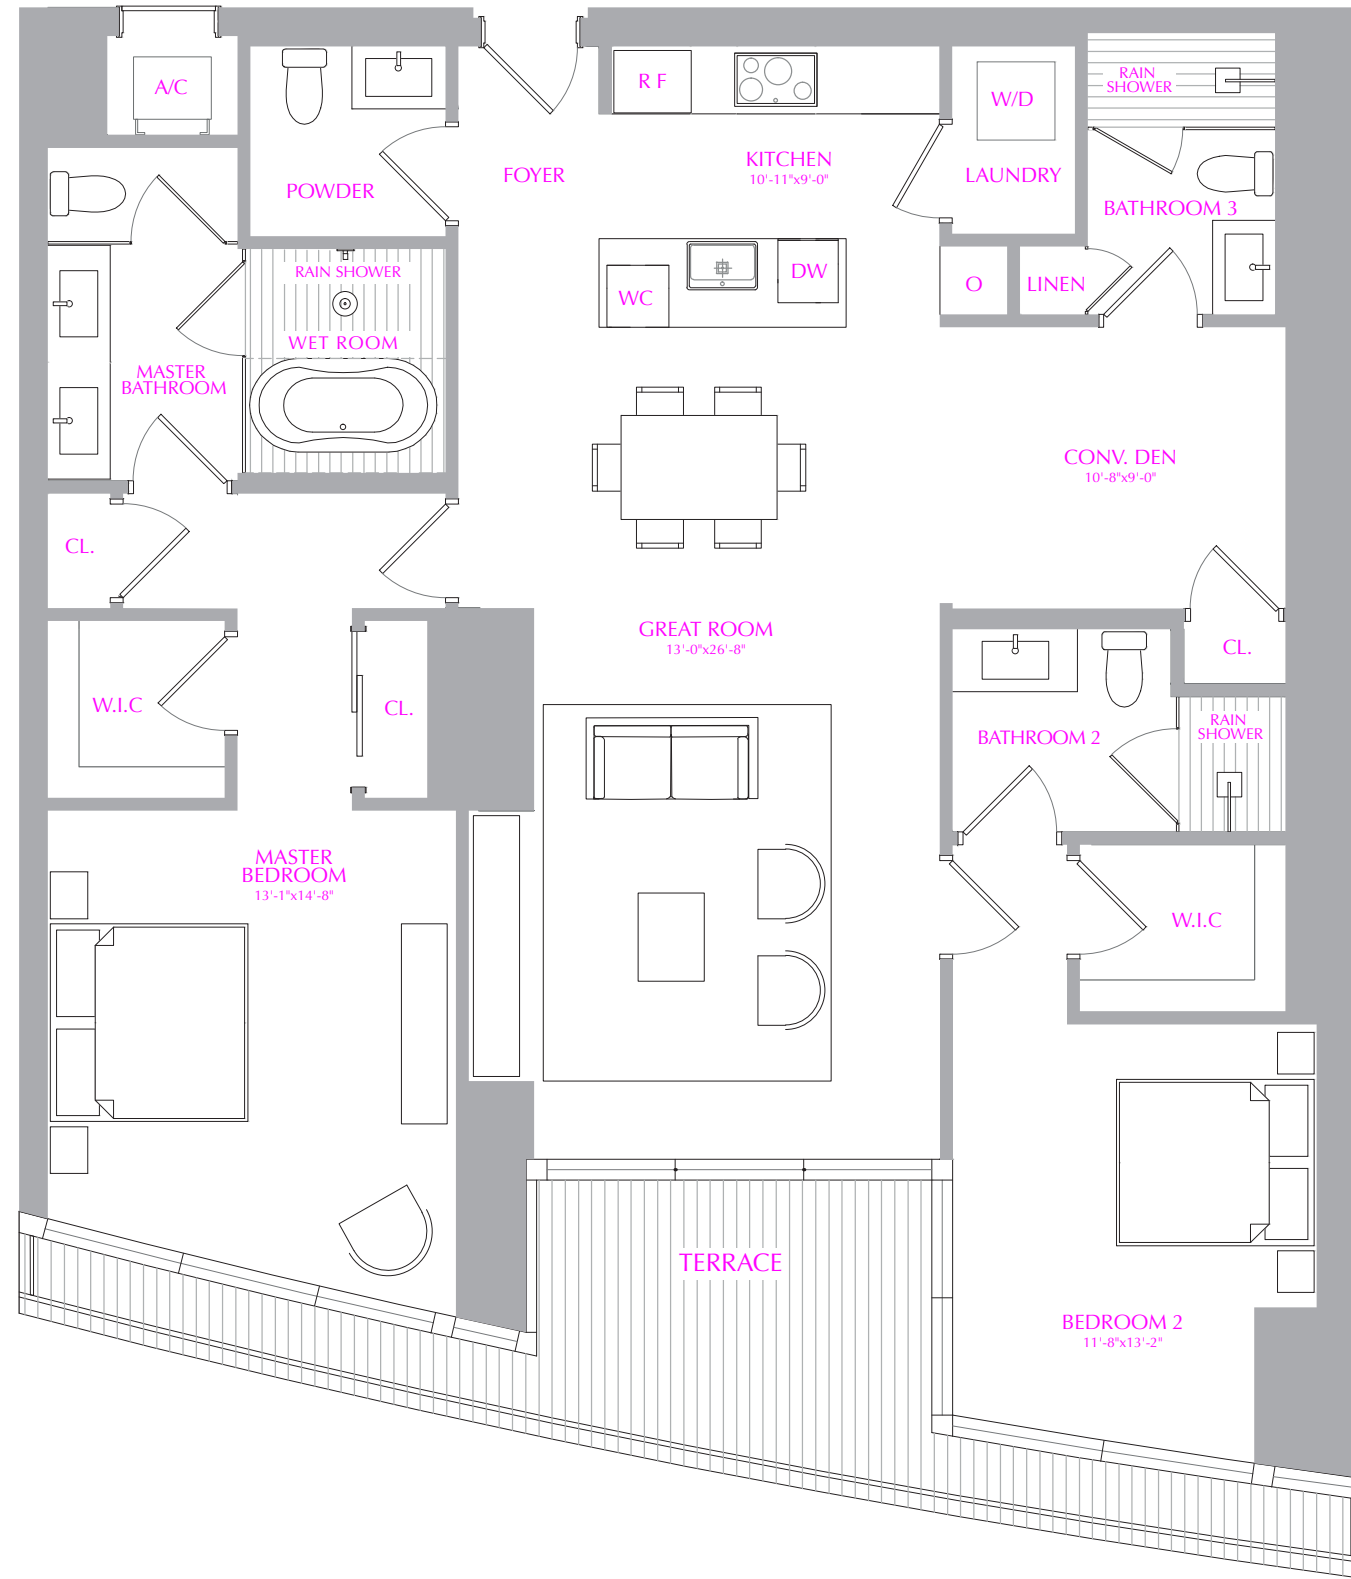 A/C
R F
W/D
RAIN
SHOWER
POWDER
FOYER
KITCHEN
10'-11"x9'-0"
LAUNDRY
BATHROOM 3
RAIN SHOWER
WC
DW
O
LINEN
WET ROOM
MASTER
BATHROOM
CONV. DEN
10'-8"x9'-0"
CL.
GREAT ROOM
13'-0"x26'-8"
CL.
W.I.C
CL.
BATHROOM 2
RAIN
SHOWER
MASTER
BEDROOM
13'-1"x14'-8"
W.I.C
TERRACE
BEDROOM 2
11'-8"x13'-2"